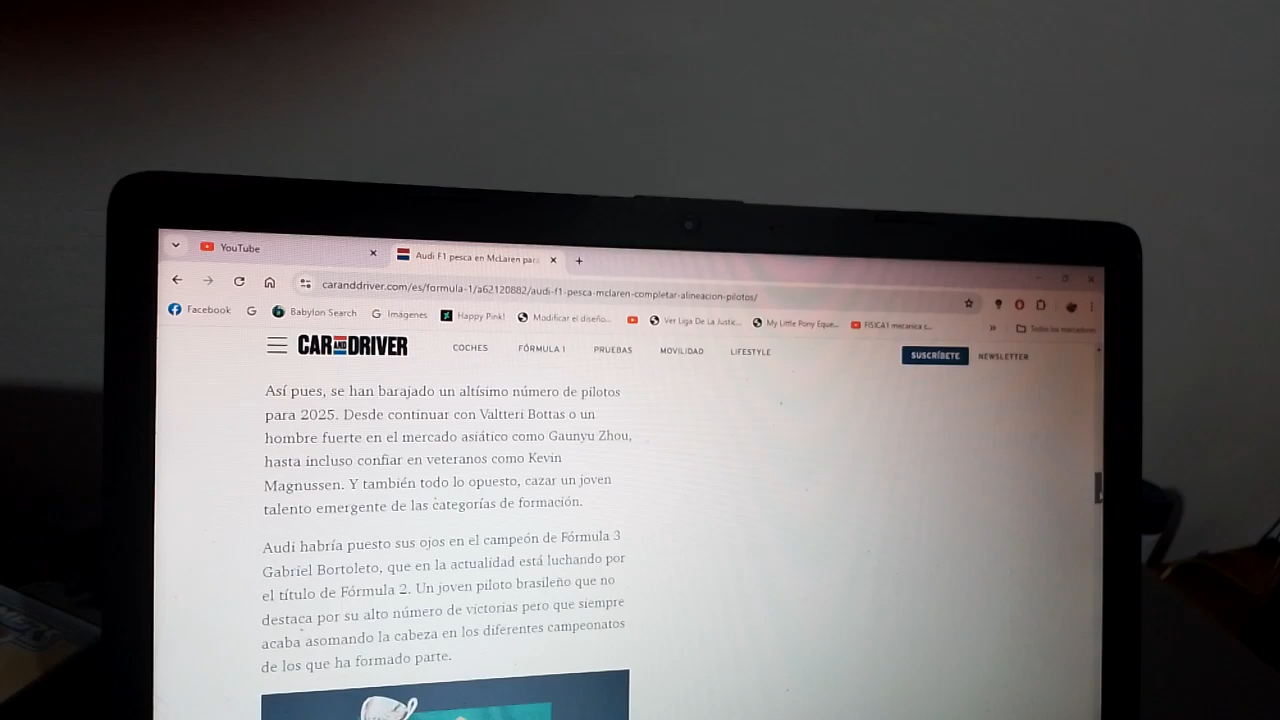 YouTube
Audi F1 pesca en McLaren para
caranddriver.com/es/formula-1/a62120882/audi-f1-pesca-mclaren-completar-alineacion-pilotos/
Facebook Babylon Search Imágenes Happy Pink! Modificar el diseño... Ver Liga De La Justic... My Little Pony Eque... FISICA1 mecanica c... Todos los marcadores
CAR AND DRIVER COCHES FÓRMULA 1 PRUEBAS MOVILIDAD LIFESTYLE SUSCRÍBETE NEWSLETTER
Así pues, se han barajado un altísimo número de pilotos
para 2025. Desde continuar con Valtteri Bottas o un
hombre fuerte en el mercado asiático como Gaunyu Zhou,
hasta incluso confiar en veteranos como Kevin
Magnussen. Y también todo lo opuesto, cazar un joven
talento emergente de las categorías de formación.
Audi habría puesto sus ojos en el campeón de Fórmula 3
Gabriel Bortoleto, que en la actualidad está luchando por
el título de Fórmula 2. Un joven piloto brasileño que no
destaca por su alto número de victorias pero que siempre
acaba asomando la cabeza en los diferentes campeonatos
de los que ha formado parte.